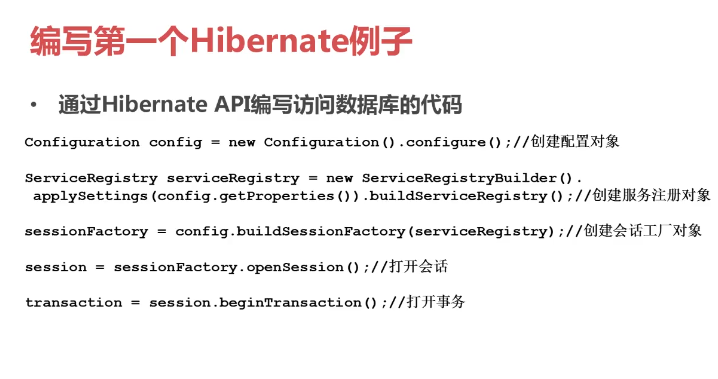 编写第一个Hibernate例子
• 通过Hibernate API编写访问数据库的代码
Configuration config = new Configuration().configure();//创建配置对象
ServiceRegistry serviceRegistry = new ServiceRegistryBuilder().
applySettings(config.getProperties()).buildServiceRegistry();//创建服务注册对象
sessionFactory = config.buildSessionFactory(serviceRegistry);//创建会话工厂对象
session = sessionFactory.openSession();//打开会话
transaction = session.beginTransaction();//打开事务